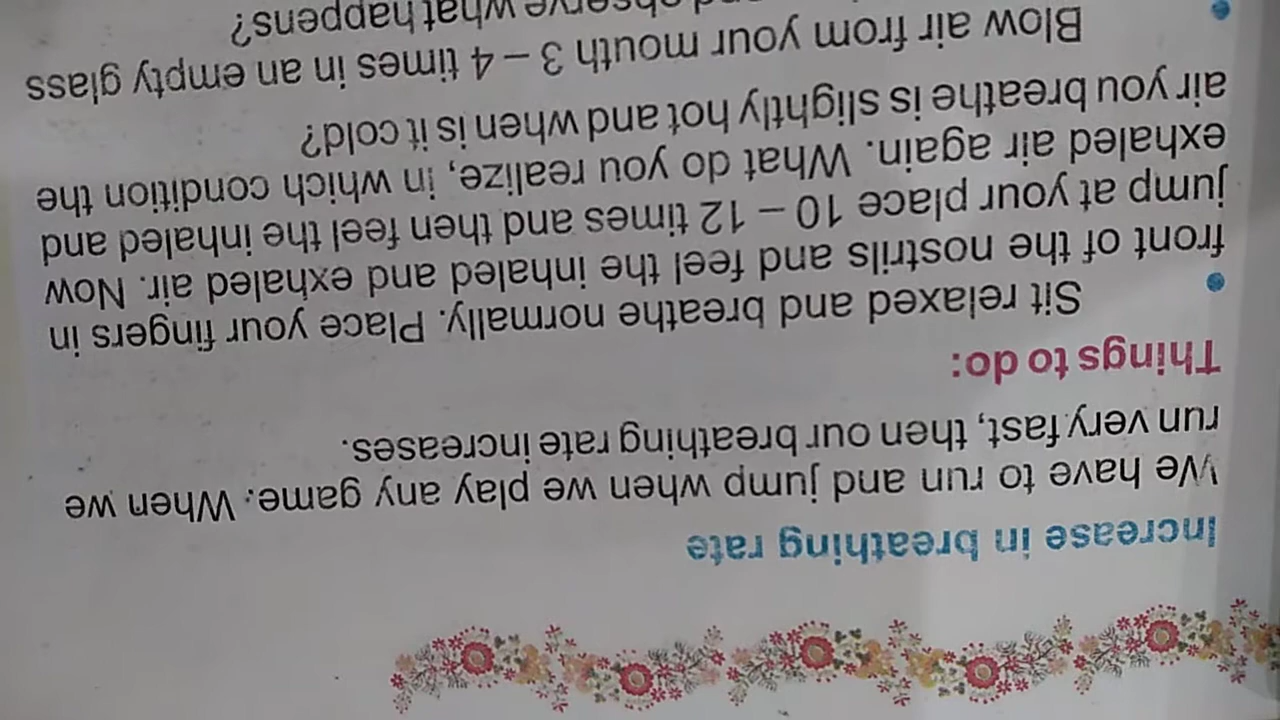 Increase in breathing rate
We have to run and jump when we play any game. When we
run very fast, then our breathing rate increases.
Things to do:
• Sit relaxed and breathe normally. Place your fingers in
front of the nostrils and feel the inhaled and exhaled air. Now
jump at your place 10 – 12 times and then feel the inhaled and
exhaled air again. What do you realize, in which condition the
air you breathe is slightly hot and when is it cold?
• Blow air from your mouth 3 – 4 times in an empty glass
and observe what happens?